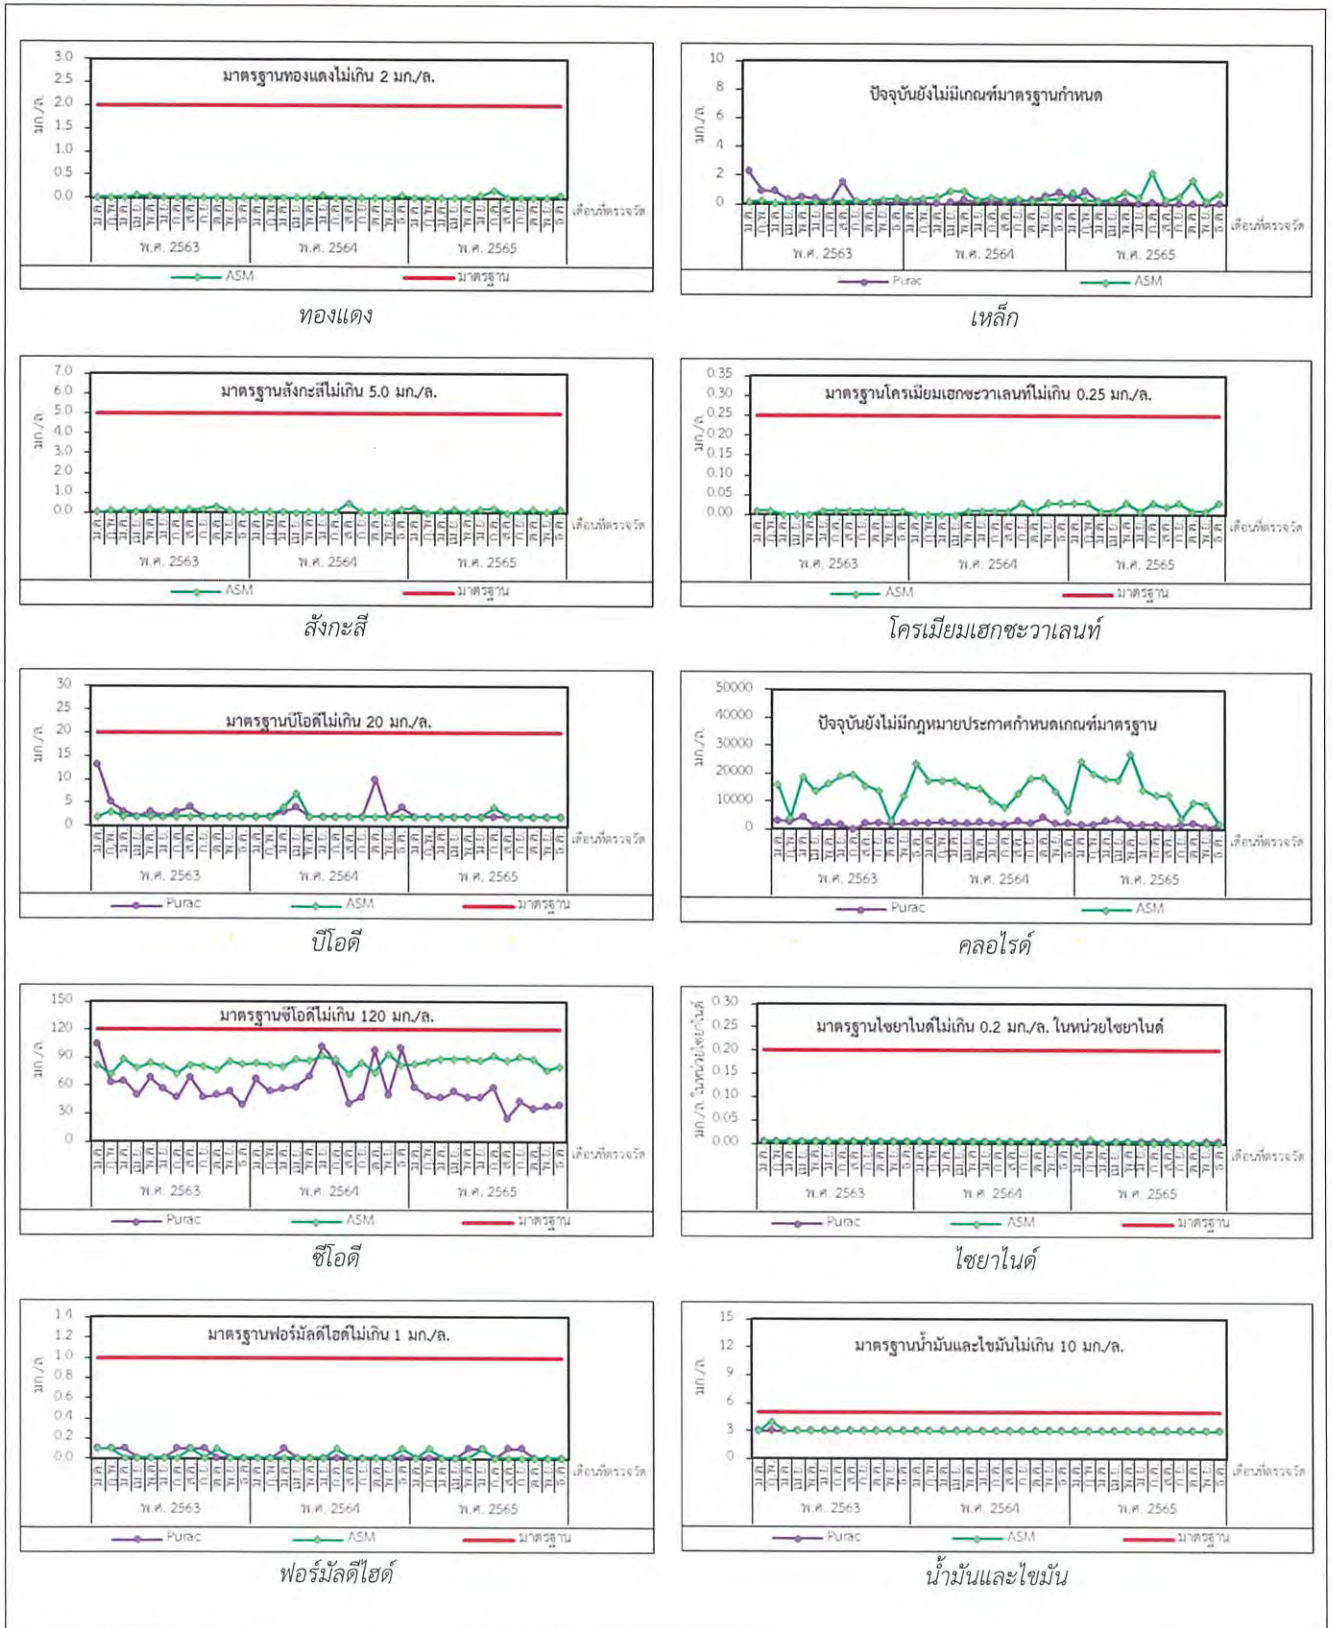 มาตรฐานทองแดงไม่เกิน 2 มก./ล.
มก./ล.
3.0
2.5
2.0
1.5
1.0
0.5
0.0
ม.ค. ก.พ. มี.ค. เม.ย. พ.ค. มิ.ย. ก.ค. ส.ค. ก.ย. ต.ค. พ.ย. ธ.ค.
เดือนที่ตรวจวัด
พ.ศ. 2563 พ.ศ. 2564 พ.ศ. 2565
ASM มาตรฐาน
ทองแดง
ปัจจุบันยังไม่มีเกณฑ์มาตรฐานกำหนด
มก./ล.
10
8
6
4
2
0
เดือนที่ตรวจวัด
พ.ศ. 2563 พ.ศ. 2564 พ.ศ. 2565
Purac ASM
เหล็ก
มาตรฐานสังกะสีไม่เกิน 5.0 มก./ล.
มก./ล.
7.0
6.0
5.0
4.0
3.0
2.0
1.0
0.0
เดือนที่ตรวจวัด
พ.ศ. 2563 พ.ศ. 2564 พ.ศ. 2565
ASM มาตรฐาน
สังกะสี
มาตรฐานโครเมียมเฮกซะวาเลนท์ไม่เกิน 0.25 มก./ล.
มก./ล.
0.35
0.30
0.25
0.20
0.15
0.10
0.05
0.00
เดือนที่ตรวจวัด
พ.ศ. 2563 พ.ศ. 2564 พ.ศ. 2565
ASM มาตรฐาน
โครเมียมเฮกซะวาเลนท์
มาตรฐานบีโอดีไม่เกิน 20 มก./ล.
มก./ล.
30
25
20
15
10
5
0
เดือนที่ตรวจวัด
พ.ศ. 2563 พ.ศ. 2564 พ.ศ. 2565
Purac ASM มาตรฐาน
บีโอดี
ปัจจุบันยังไม่มีกฎหมายประกาศกำหนดเกณฑ์มาตรฐาน
มก./ล.
50000
40000
30000
20000
10000
0
เดือนที่ตรวจวัด
พ.ศ. 2563 พ.ศ. 2564 พ.ศ. 2565
Purac ASM
คลอไรด์
มาตรฐานซีโอดีไม่เกิน 120 มก./ล.
มก./ล.
150
120
90
60
30
0
เดือนที่ตรวจวัด
พ.ศ. 2563 พ.ศ. 2564 พ.ศ. 2565
Purac ASM มาตรฐาน
ซีโอดี
มาตรฐานไซยาไนด์ไม่เกิน 0.2 มก./ล. ในหน่วยไซยาไนด์
มก./ล. ในหน่วยไซยาไนด์
0.30
0.25
0.20
0.15
0.10
0.05
0.00
เดือนที่ตรวจวัด
พ.ศ. 2563 พ.ศ. 2564 พ.ศ. 2565
Purac ASM มาตรฐาน
ไซยาไนด์
มาตรฐานฟอร์มัลดีไฮด์ไม่เกิน 1 มก./ล.
มก./ล.
1.4
1.2
1.0
0.8
0.6
0.4
0.2
0.0
เดือนที่ตรวจวัด
พ.ศ. 2563 พ.ศ. 2564 พ.ศ. 2565
Purac ASM มาตรฐาน
ฟอร์มัลดีไฮด์
มาตรฐานน้ำมันและไขมันไม่เกิน 10 มก./ล.
มก./ล.
15
12
9
6
3
0
เดือนที่ตรวจวัด
พ.ศ. 2563 พ.ศ. 2564 พ.ศ. 2565
Purac ASM มาตรฐาน
น้ำมันและไขมัน